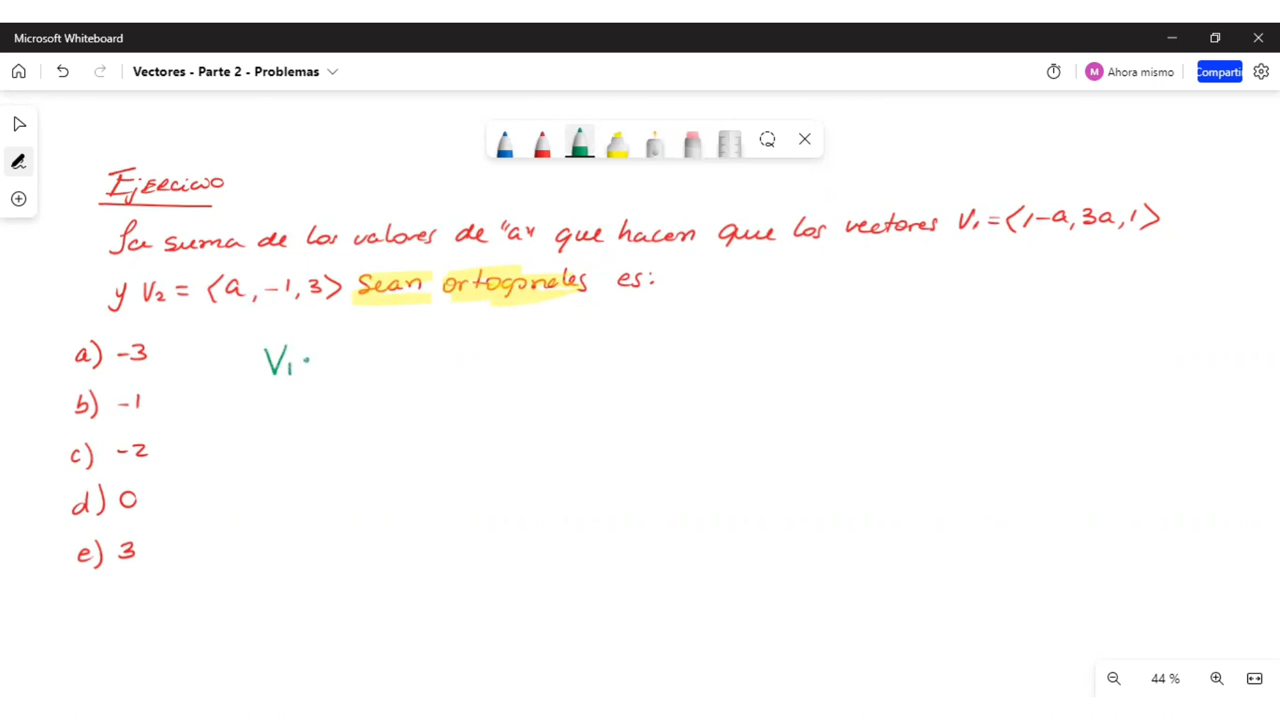 Microsoft Whiteboard
Vectores - Parte 2 - Problemas
M Ahora mismo
Comparti
Ejercicio
La suma de los valores de "a" que hacen que los vectores V₁ = ⟨1-a, 3a, 1⟩
y V₂ = ⟨a, -1, 3⟩ sean ortogonales es:
a) -3
V₁ ·
b) -1
c) -2
d) 0
e) 3
44 %